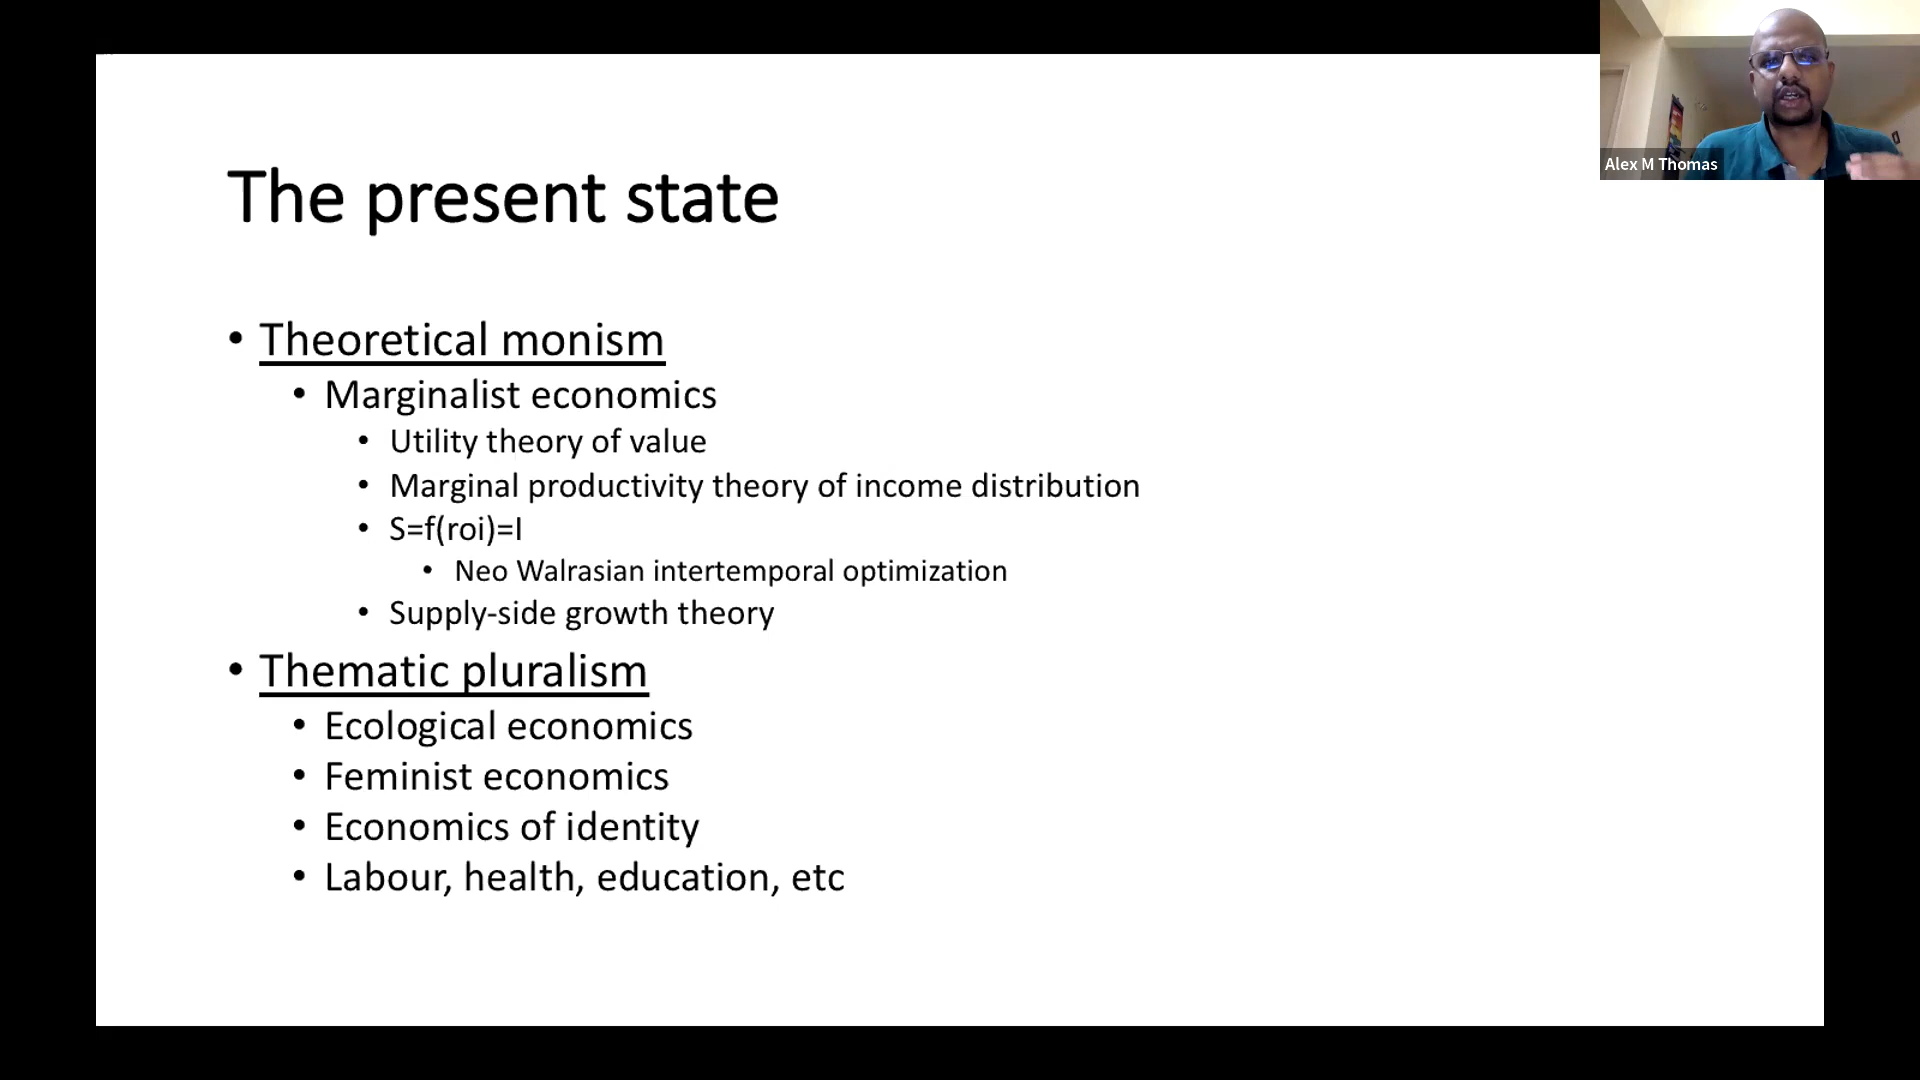 Alex M Thomas
The present state
• Theoretical monism
• Marginalist economics
• Utility theory of value
• Marginal productivity theory of income distribution
• S=f(roi)=I
• Neo Walrasian intertemporal optimization
• Supply-side growth theory
• Thematic pluralism
• Ecological economics
• Feminist economics
• Economics of identity
• Labour, health, education, etc